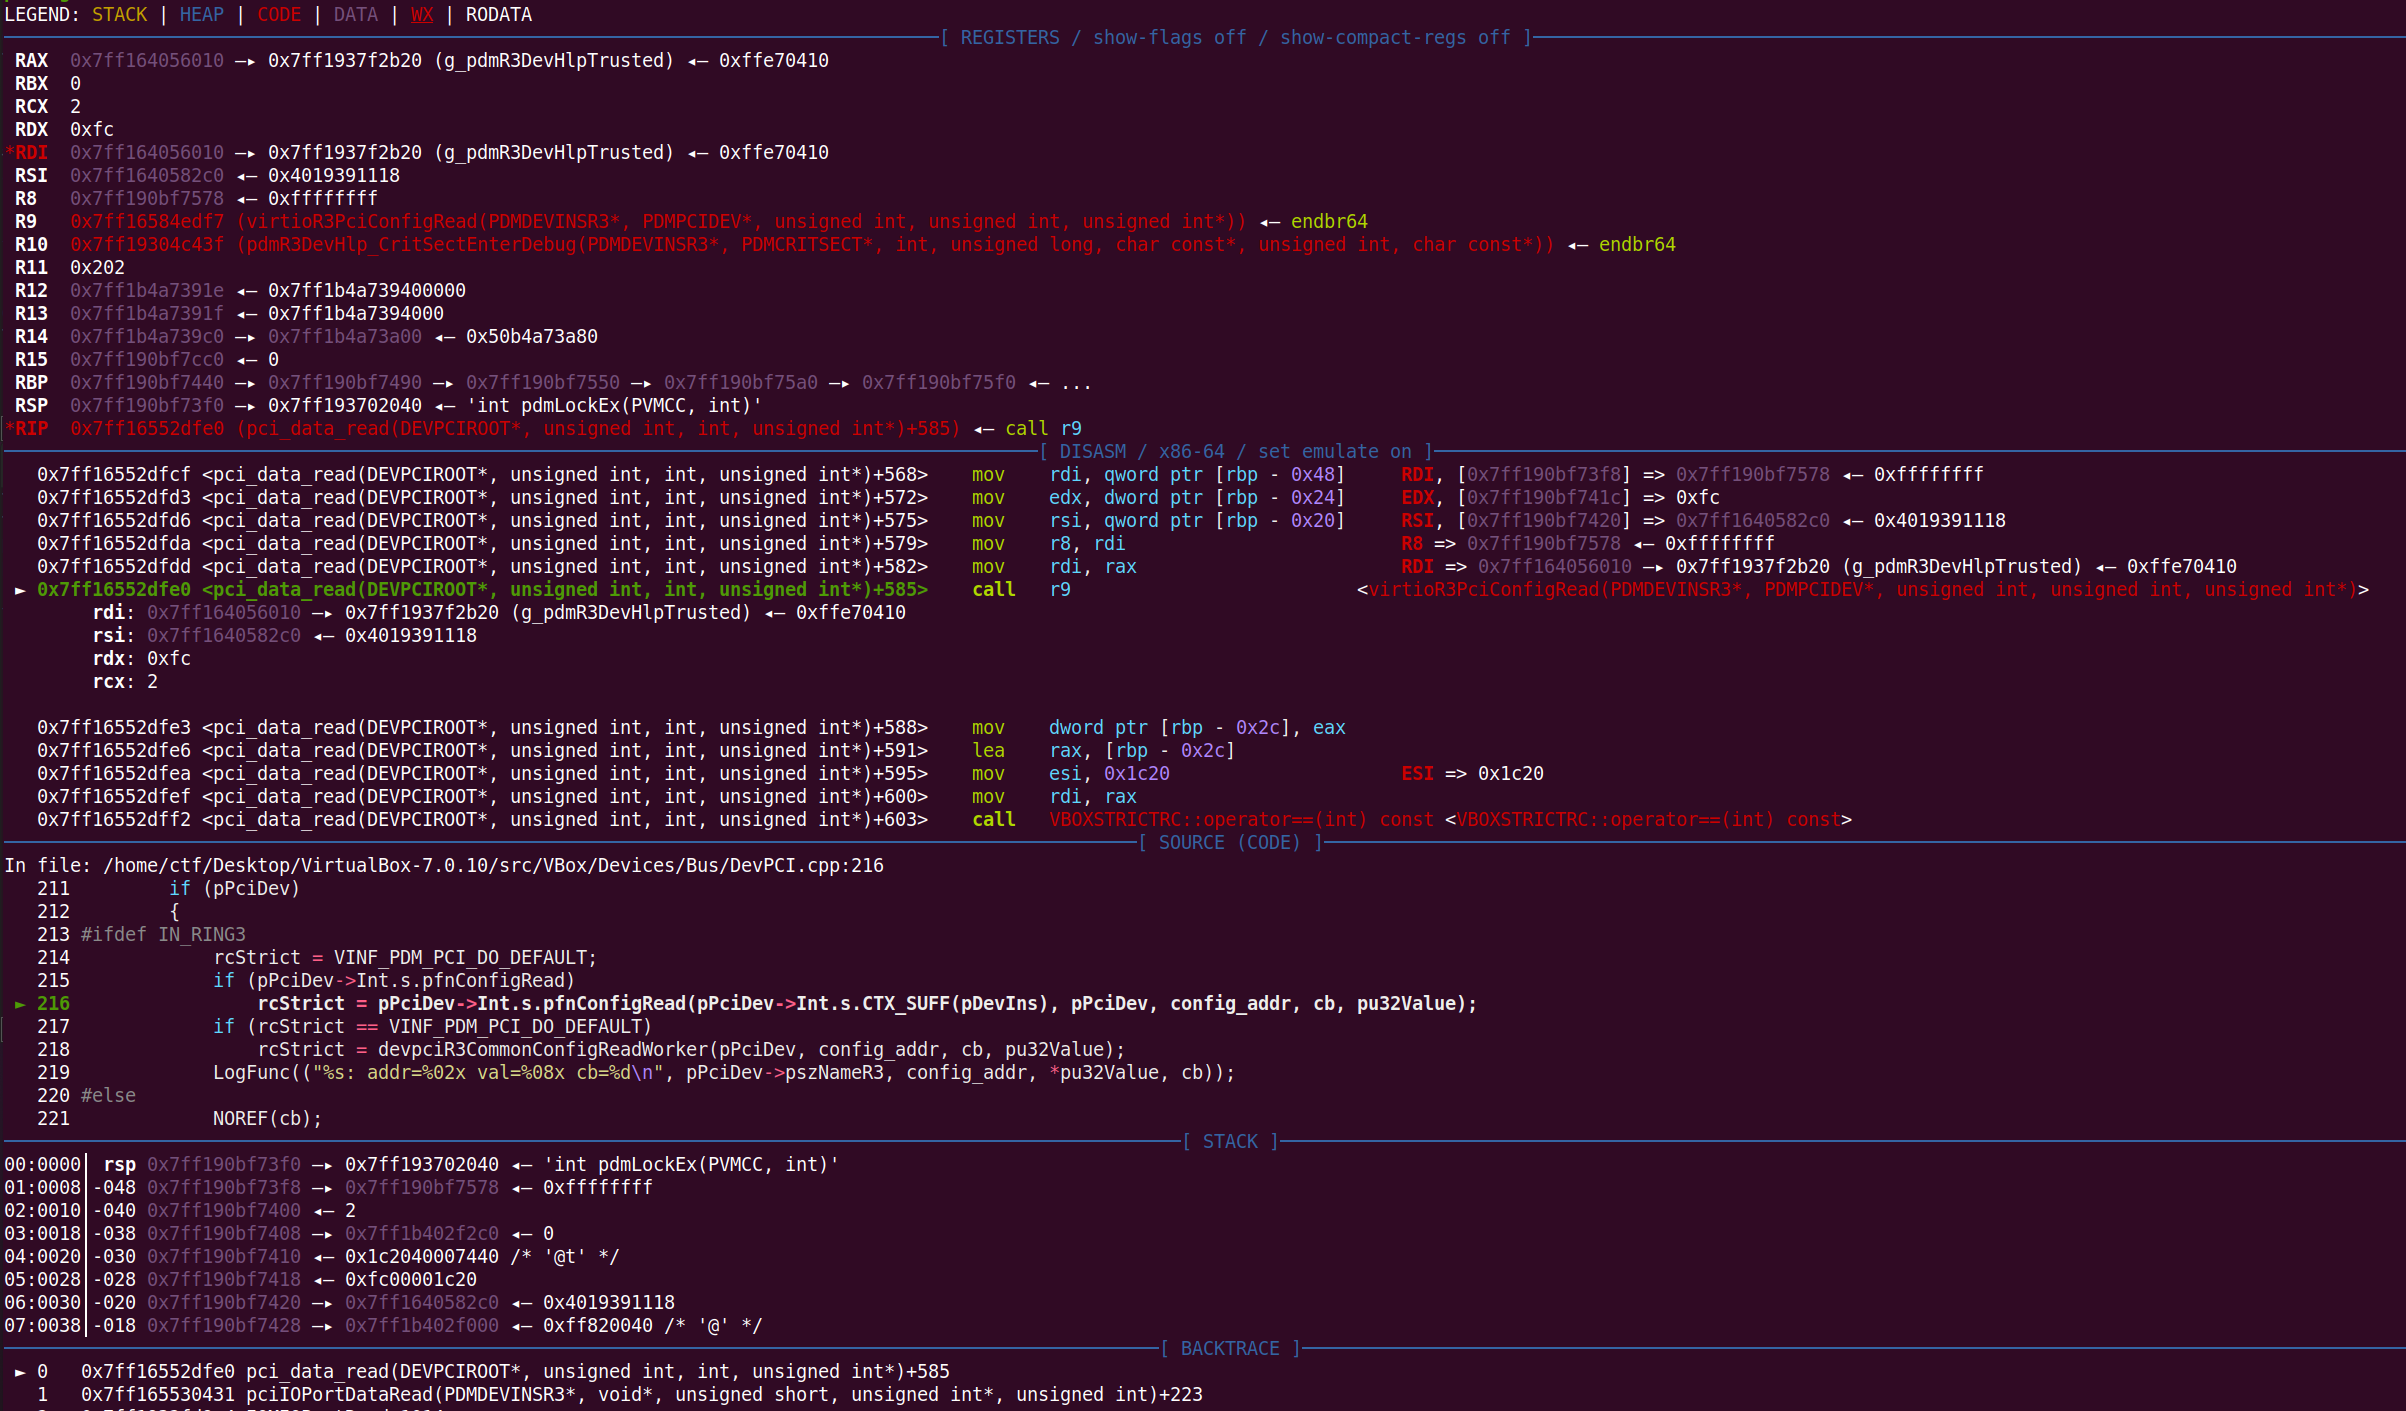 LEGEND: STACK | HEAP | CODE | DATA | WX | RODATA
[ REGISTERS / show-flags off / show-compact-regs off ]
RAX 0x7ff164056010 —▸ 0x7ff1937f2b20 (g_pdmR3DevHlpTrusted) ◂— 0xffe70410
RBX 0
RCX 2
RDX 0xfc
*RDI 0x7ff164056010 —▸ 0x7ff1937f2b20 (g_pdmR3DevHlpTrusted) ◂— 0xffe70410
RSI 0x7ff1640582c0 ◂— 0x4019391118
R8 0x7ff190bf7578 ◂— 0xffffffff
R9 0x7ff16584edf7 (virtioR3PciConfigRead(PDMDEVINSR3*, PDMPCIDEV*, unsigned int, unsigned int, unsigned int*)) ◂— endbr64
R10 0x7ff19304c43f (pdmR3DevHlp_CritSectEnterDebug(PDMDEVINSR3*, PDMCRITSECT*, int, unsigned long, char const*, unsigned int, char const*)) ◂— endbr64
R11 0x202
R12 0x7ff1b4a7391e ◂— 0x7ff1b4a739400000
R13 0x7ff1b4a7391f ◂— 0x7ff1b4a7394000
R14 0x7ff1b4a739c0 —▸ 0x7ff1b4a73a00 ◂— 0x50b4a73a80
R15 0x7ff190bf7cc0 ◂— 0
RBP 0x7ff190bf7440 —▸ 0x7ff190bf7490 —▸ 0x7ff190bf7550 —▸ 0x7ff190bf75a0 —▸ 0x7ff190bf75f0 ◂— ...
RSP 0x7ff190bf73f0 —▸ 0x7ff193702040 ◂— 'int pdmLockEx(PVMCC, int)'
*RIP 0x7ff16552dfe0 (pci_data_read(DEVPCIROOT*, unsigned int, int, unsigned int*)+585) ◂— call r9
[ DISASM / x86-64 / set emulate on ]
0x7ff16552dfcf <pci_data_read(DEVPCIROOT*, unsigned int, int, unsigned int*)+568> mov rdi, qword ptr [rbp - 0x48] RDI, [0x7ff190bf73f8] => 0x7ff190bf7578 ◂— 0xffffffff
0x7ff16552dfd3 <pci_data_read(DEVPCIROOT*, unsigned int, int, unsigned int*)+572> mov edx, dword ptr [rbp - 0x24] EDX, [0x7ff190bf741c] => 0xfc
0x7ff16552dfd6 <pci_data_read(DEVPCIROOT*, unsigned int, int, unsigned int*)+575> mov rsi, qword ptr [rbp - 0x20] RSI, [0x7ff190bf7420] => 0x7ff1640582c0 ◂— 0x4019391118
0x7ff16552dfda <pci_data_read(DEVPCIROOT*, unsigned int, int, unsigned int*)+579> mov r8, rdi R8 => 0x7ff190bf7578 ◂— 0xffffffff
0x7ff16552dfdd <pci_data_read(DEVPCIROOT*, unsigned int, int, unsigned int*)+582> mov rdi, rax RDI => 0x7ff164056010 —▸ 0x7ff1937f2b20 (g_pdmR3DevHlpTrusted) ◂— 0xffe70410
► 0x7ff16552dfe0 <pci_data_read(DEVPCIROOT*, unsigned int, int, unsigned int*)+585> call r9 <virtioR3PciConfigRead(PDMDEVINSR3*, PDMPCIDEV*, unsigned int, unsigned int, unsigned int*)>
rdi: 0x7ff164056010 —▸ 0x7ff1937f2b20 (g_pdmR3DevHlpTrusted) ◂— 0xffe70410
rsi: 0x7ff1640582c0 ◂— 0x4019391118
rdx: 0xfc
rcx: 2
0x7ff16552dfe3 <pci_data_read(DEVPCIROOT*, unsigned int, int, unsigned int*)+588> mov dword ptr [rbp - 0x2c], eax
0x7ff16552dfe6 <pci_data_read(DEVPCIROOT*, unsigned int, int, unsigned int*)+591> lea rax, [rbp - 0x2c]
0x7ff16552dfea <pci_data_read(DEVPCIROOT*, unsigned int, int, unsigned int*)+595> mov esi, 0x1c20 ESI => 0x1c20
0x7ff16552dfef <pci_data_read(DEVPCIROOT*, unsigned int, int, unsigned int*)+600> mov rdi, rax
0x7ff16552dff2 <pci_data_read(DEVPCIROOT*, unsigned int, int, unsigned int*)+603> call VBOXSTRICTRC::operator==(int) const <VBOXSTRICTRC::operator==(int) const>
[ SOURCE (CODE) ]
In file: /home/ctf/Desktop/VirtualBox-7.0.10/src/VBox/Devices/Bus/DevPCI.cpp:216
211 if (pPciDev)
212 {
213 #ifdef IN_RING3
214 rcStrict = VINF_PDM_PCI_DO_DEFAULT;
215 if (pPciDev->Int.s.pfnConfigRead)
► 216 rcStrict = pPciDev->Int.s.pfnConfigRead(pPciDev->Int.s.CTX_SUFF(pDevIns), pPciDev, config_addr, cb, pu32Value);
217 if (rcStrict == VINF_PDM_PCI_DO_DEFAULT)
218 rcStrict = devpciR3CommonConfigReadWorker(pPciDev, config_addr, cb, pu32Value);
219 LogFunc(("%s: addr=%02x val=%08x cb=%d\n", pPciDev->pszNameR3, config_addr, *pu32Value, cb));
220 #else
221 NOREF(cb);
[ STACK ]
00:0000│ rsp 0x7ff190bf73f0 —▸ 0x7ff193702040 ◂— 'int pdmLockEx(PVMCC, int)'
01:0008│-048 0x7ff190bf73f8 —▸ 0x7ff190bf7578 ◂— 0xffffffff
02:0010│-040 0x7ff190bf7400 ◂— 2
03:0018│-038 0x7ff190bf7408 —▸ 0x7ff1b402f2c0 ◂— 0
04:0020│-030 0x7ff190bf7410 ◂— 0x1c2040007440 /* '@t' */
05:0028│-028 0x7ff190bf7418 ◂— 0xfc00001c20
06:0030│-020 0x7ff190bf7420 —▸ 0x7ff1640582c0 ◂— 0x4019391118
07:0038│-018 0x7ff190bf7428 —▸ 0x7ff1b402f000 ◂— 0xff820040 /* '@' */
[ BACKTRACE ]
► 0 0x7ff16552dfe0 pci_data_read(DEVPCIROOT*, unsigned int, int, unsigned int*)+585
1 0x7ff165530431 pciIOPortDataRead(PDMDEVINSR3*, void*, unsigned short, unsigned int*, unsigned int)+223